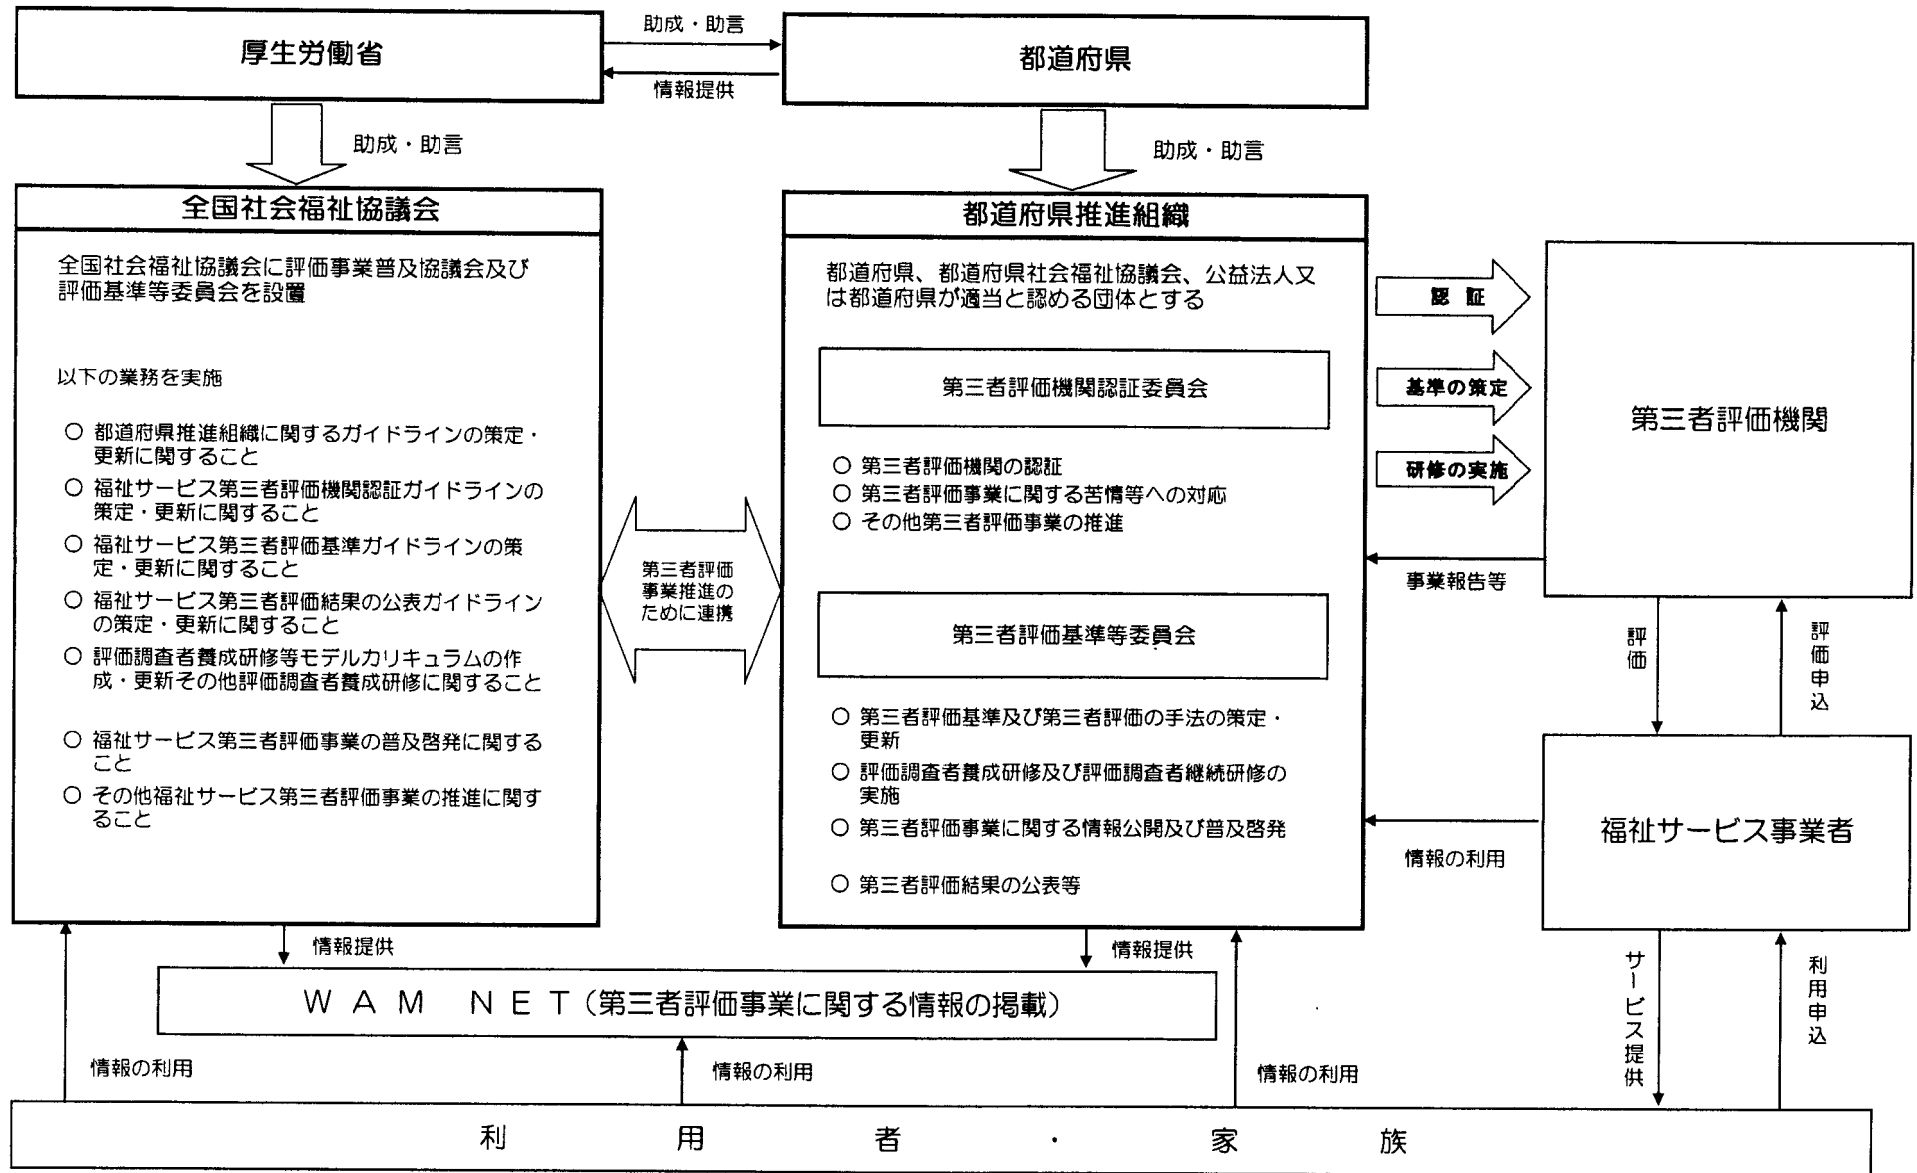 厚生労働省
助成・助言
情報提供
都道府県
助成・助言
助成・助言
全国社会福祉協議会
全国社会福祉協議会に評価事業普及協議会及び
評価基準等委員会を設置
以下の業務を実施
○ 都道府県推進組織に関するガイドラインの策定・
更新に関すること
○ 福祉サービス第三者評価機関認証ガイドラインの
策定・更新に関すること
○ 福祉サービス第三者評価基準ガイドラインの策
定・更新に関すること
○ 福祉サービス第三者評価結果の公表ガイドライン
の策定・更新に関すること
○ 評価調査者養成研修等モデルカリキュラムの作
成・更新その他評価調査者養成研修に関すること
○ 福祉サービス第三者評価事業の普及啓発に関する
こと
○ その他福祉サービス第三者評価事業の推進に関す
ること
第三者評価
事業推進の
ために連携
都道府県推進組織
都道府県、都道府県社会福祉協議会、公益法人又
は都道府県が適当と認める団体とする
第三者評価機関認証委員会
○ 第三者評価機関の認証
○ 第三者評価事業に関する苦情等への対応
○ その他第三者評価事業の推進
第三者評価基準等委員会
○ 第三者評価基準及び第三者評価の手法の策定・
更新
○ 評価調査者養成研修及び評価調査者継続研修の
実施
○ 第三者評価事業に関する情報公開及び普及啓発
○ 第三者評価結果の公表等
認 証
基準の策定
研修の実施
事業報告等
第三者評価機関
評価
評価申込
福祉サービス事業者
情報の利用
サービス提供
利用申込
情報提供
情報提供
ＷＡＭ ＮＥＴ（第三者評価事業に関する情報の掲載）
情報の利用
情報の利用
情報の利用
利用者・家族